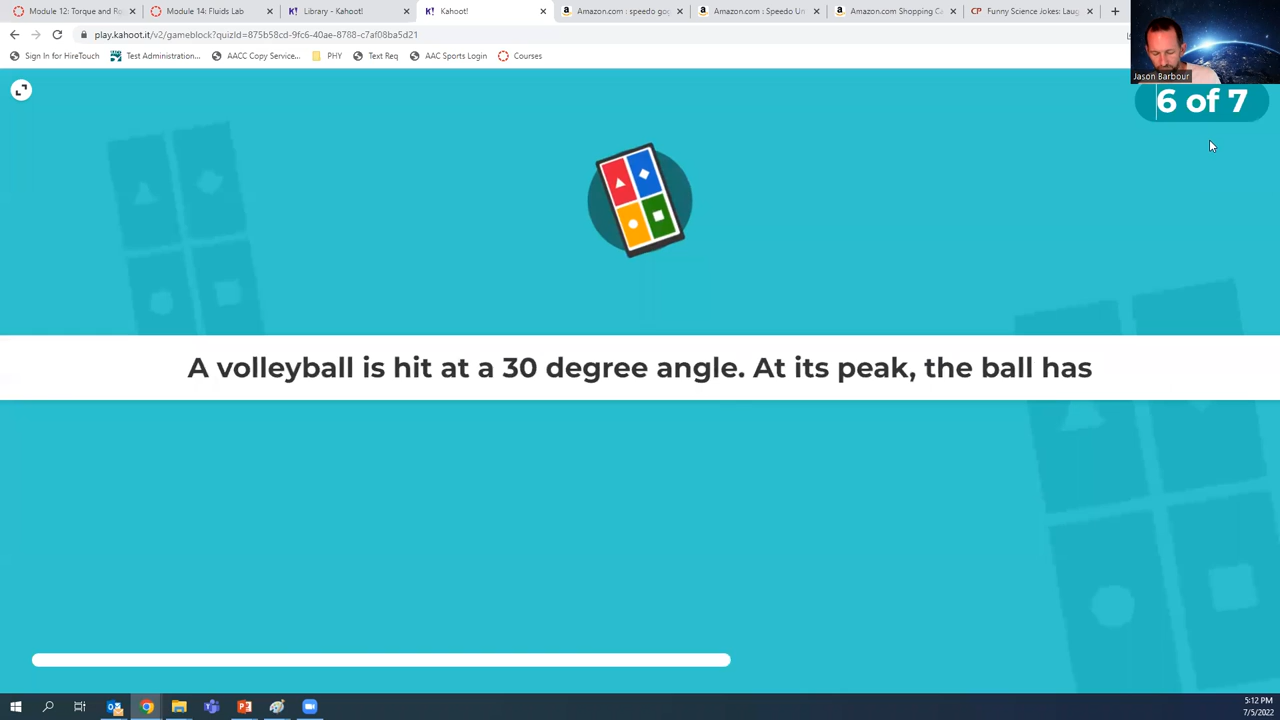 Module 12: Torque and Ro
Module 14: Fluids Lab
K! Library - Kahoot!
K! Kahoot!
Amazon.com : speedo gog
Amazon.com : Speedo Un
Amazon.com Shopping Ca
CP Funny Science Jokes: Laug
play.kahoot.it/v2/gameblock?quizId=875b58cd-9fc6-40ae-8788-c7af08ba5d21
Sign In for HireTouch
Test Administration...
AACC Copy Service...
PHY
Text Req
AAC Sports Login
Courses
Jason Barbour
6 of 7
A volleyball is hit at a 30 degree angle. At its peak, the ball has
5:12 PM
7/5/2022